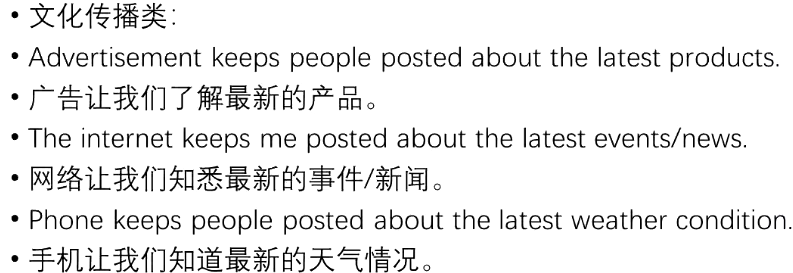 • 文化传播类:
• Advertisement keeps people posted about the latest products.
• 广告让我们了解最新的产品。
• The internet keeps me posted about the latest events/news.
• 网络让我们知悉最新的事件/新闻。
• Phone keeps people posted about the latest weather condition.
• 手机让我们知道最新的天气情况。